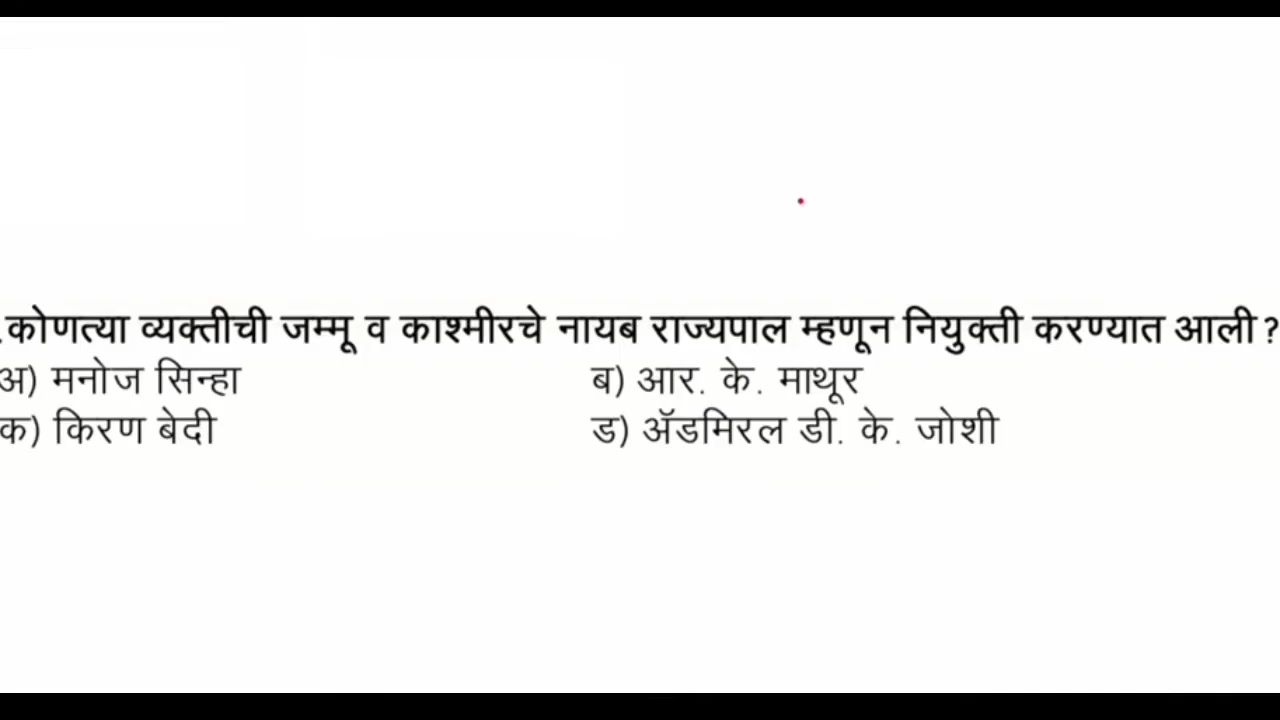 .कोणत्या व्यक्तीची जम्मू व काश्मीरचे नायब राज्यपाल म्हणून नियुक्ती करण्यात आली?
अ) मनोज सिन्हा ब) आर. के. माथूर
क) किरण बेदी ड) ॲडमिरल डी. के. जोशी